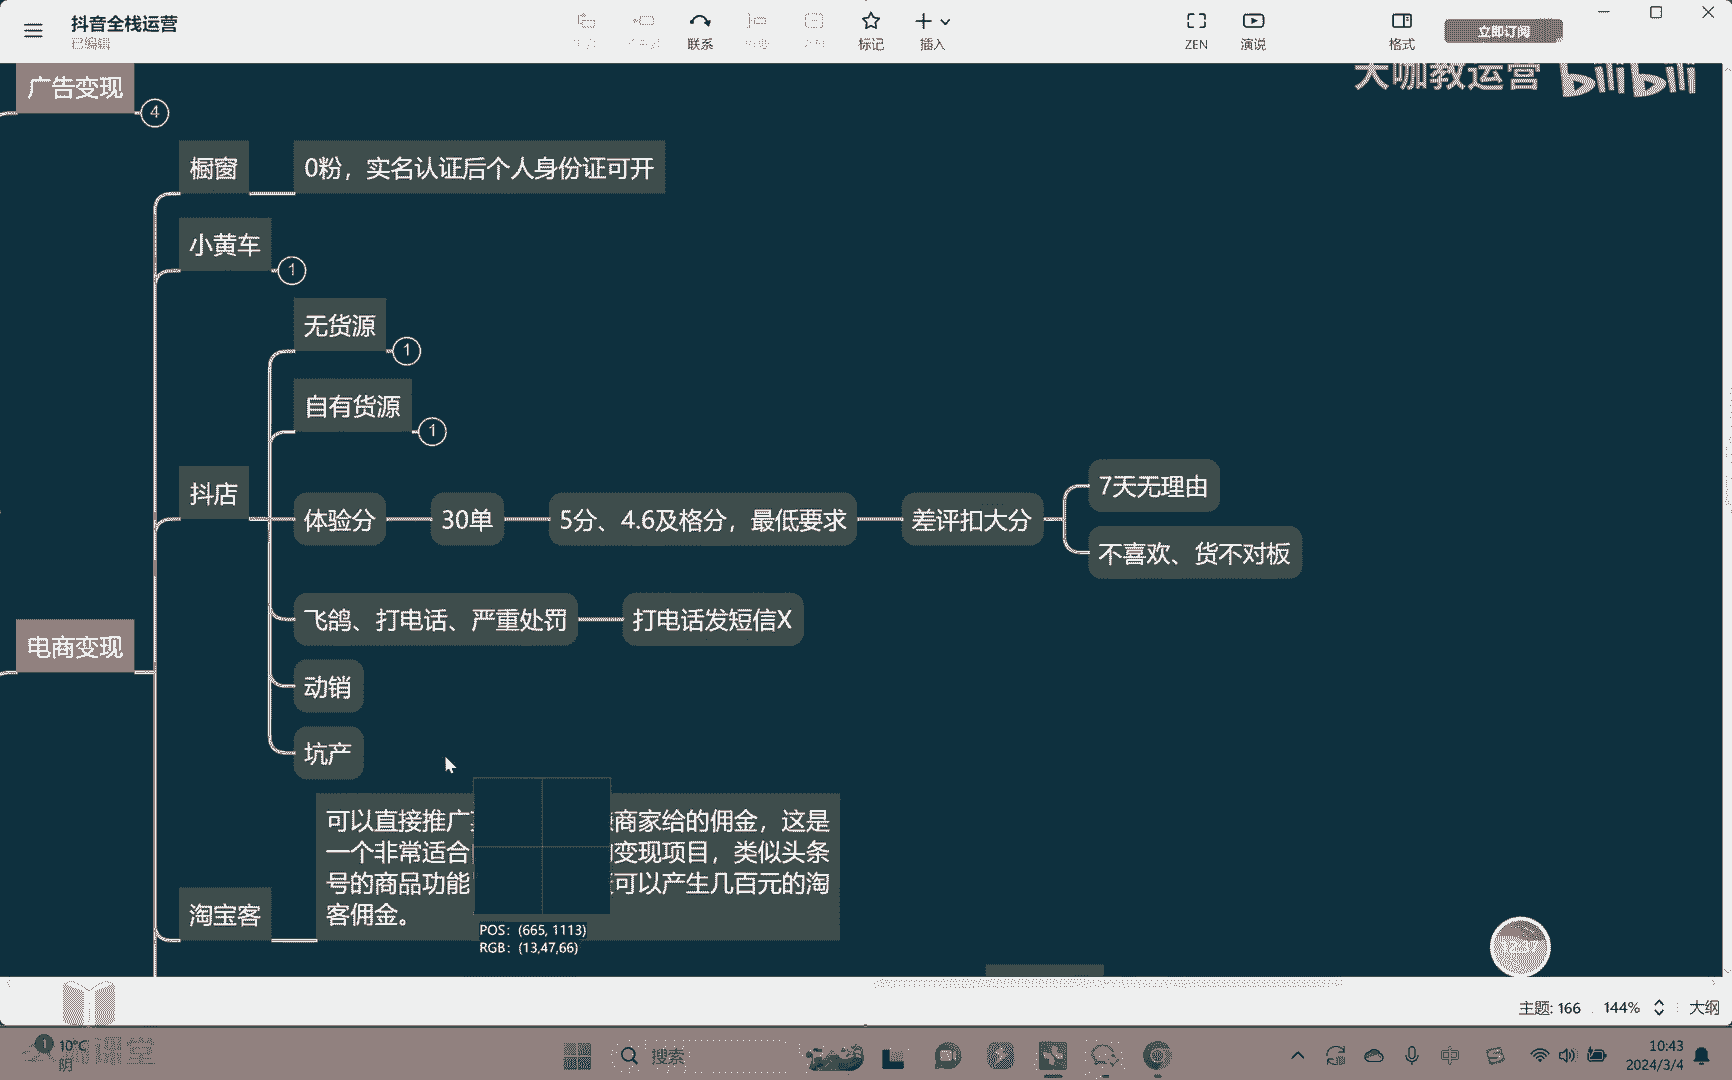 抖音全栈运营
已编辑
联系
标记
插入
ZEN
演说
格式
立即订阅
大咖教运营 bilibili
广告变现
4
橱窗
0粉，实名认证后个人身份证可开
小黄车
1
无货源
1
自有货源
1
抖店
体验分
30单
5分、4.6及格分，最低要求
差评扣大分
7天无理由
不喜欢、货不对板
飞鸽、打电话、严重处罚
打电话发短信X
电商变现
动销
坑产
可以直接推广 商家给的佣金，这是
一个非常适合 变现项目，类似头条
号的商品功能 可以产生几百元的淘
客佣金。
淘宝客
POS: (665, 1113)
RGB: (13,47,66)
主题: 166
144%
大纲
1
10°C
阴
课堂
搜索
中
10:43
2024/3/4